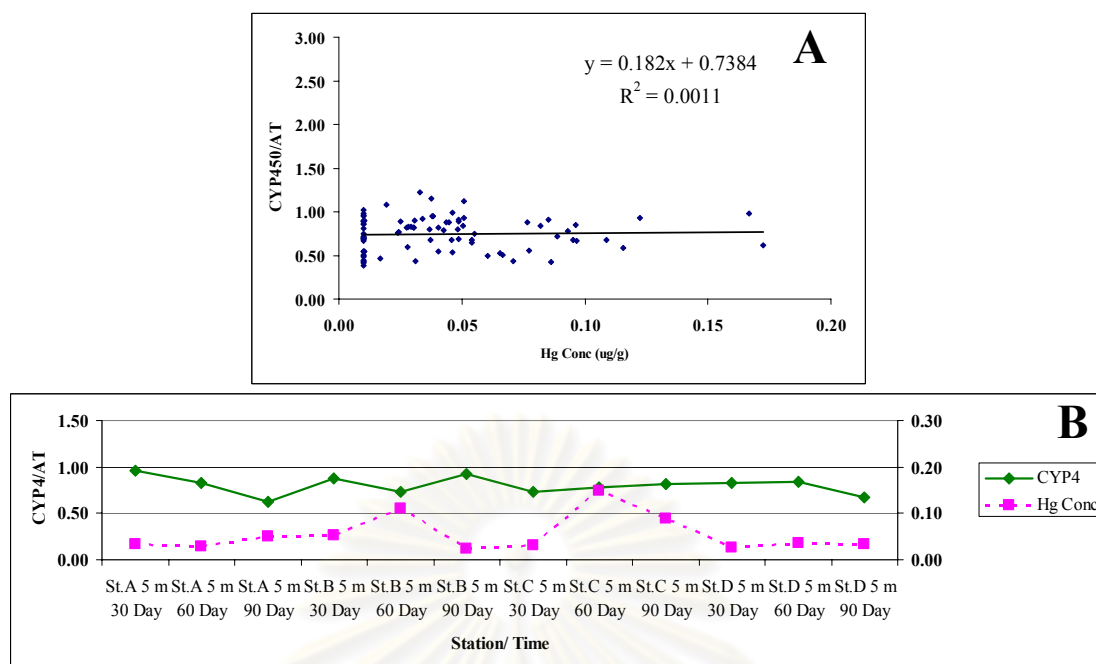 A
y = 0.182x + 0.7384
R² = 0.0011
3.00
2.50
2.00
1.50
1.00
0.50
0.00
CYP450/AT
0.00 0.05 0.10 0.15 0.20
Hg Conc (ug/g)
B
1.50
1.00
0.50
0.00
CYP4/AT
0.30
0.20
0.10
0.00
CYP4
Hg Conc
St.A 5 m St.A 5 m St.A 5 m St.B 5 m St.B 5 m St.B 5 m St.C 5 m St.C 5 m St.C 5 m St.D 5 m St.D 5 m St.D 5 m
30 Day 60 Day 90 Day 30 Day 60 Day 90 Day 30 Day 60 Day 90 Day 30 Day 60 Day 90 Day
Station/ Time